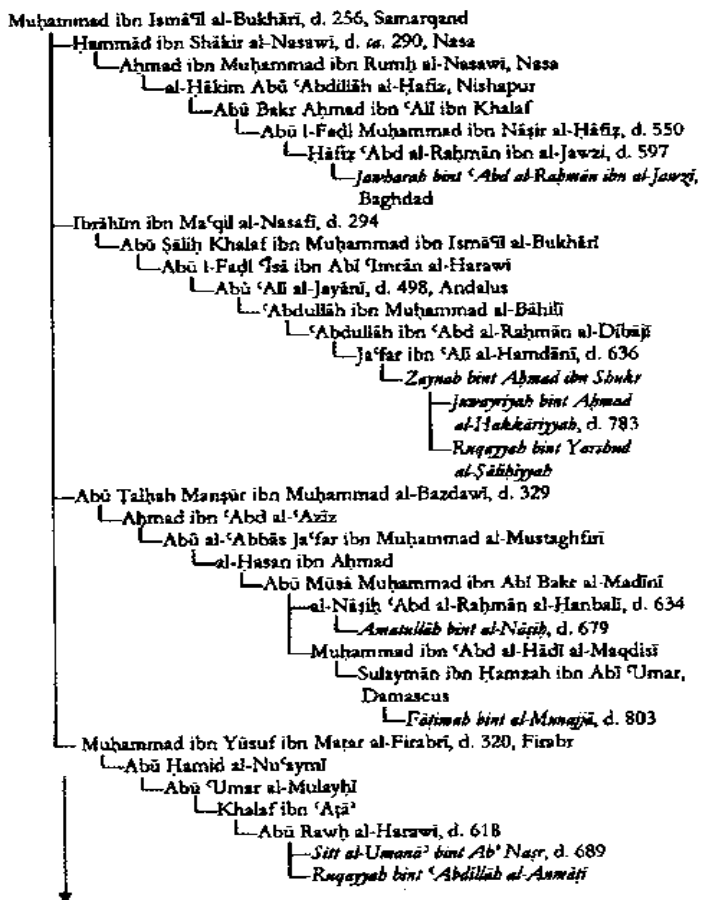 Muḥammad ibn Ismāʿīl al-Bukhārī, d. 256, Samarqand
Ḥammād ibn Shākir al-Nasawī, d. ca. 290, Nasa
Aḥmad ibn Muḥammad ibn Rumḥ al-Nasawī, Nasa
al-Ḥākim Abū ʿAbdillāh al-Ḥafiẓ, Nishapur
Abū Bakr Aḥmad ibn ʿAlī ibn Khalaf
Abū l-Faḍl Muḥammad ibn Nāṣir al-Ḥāfiẓ, d. 550
Ḥāfiẓ ʿAbd al-Raḥmān ibn al-Jawzi, d. 597
Jawharah bint ʿAbd al-Raḥmān ibn al-Jawzī,
Baghdad
Ibrāhīm ibn Maʿqil al-Nasafī, d. 294
Abū Ṣāliḥ Khalaf ibn Muḥammad ibn Ismāʿīl al-Bukhārī
Abū l-Faḍl ʿĪsā ibn Abī ʿImrān al-Harawī
Abū ʿAlī al-Jayānī, d. 498, Andalus
ʿAbdullāh ibn Muḥammad al-Bāhilī
ʿAbdullāh ibn ʿAbd al-Raḥmān al-Dībājī
Jaʿfar ibn ʿAlī al-Hamdānī, d. 636
Zaynab bint Aḥmad ibn Shukr
Juwayriyah bint Aḥmad
al-Hakkāriyyah, d. 783
Ruqayyah bint Yarshud
al-Ṣāliḥiyyah
Abū Ṭalḥah Manṣūr ibn Muḥammad al-Bazdawī, d. 329
Aḥmad ibn ʿAbd al-ʿAzīz
Abū al-ʿAbbās Jaʿfar ibn Muḥammad al-Mustaghfirī
al-Ḥasan ibn Aḥmad
Abū Mūsā Muḥammad ibn Abī Bakr al-Madīnī
al-Nāṣiḥ ʿAbd al-Raḥmān al-Ḥanbalī, d. 634
Amatullāh bint al-Nāṣiḥ, d. 679
Muḥammad ibn ʿAbd al-Hādī al-Maqdisī
Sulaymān ibn Ḥamzah ibn Abī ʿUmar,
Damascus
Fāṭimah bint al-Munajjā, d. 803
Muḥammad ibn Yūsuf ibn Maṭar al-Firabrī, d. 320, Firabr
Abū Ḥamid al-Nuʿaymī
Abū ʿUmar al-Mulayḥī
Khalaf ibn ʿAṭāʾ
Abū Rawḥ al-Harawī, d. 618
Sitt al-Umanāʾ bint Abʾ Naṣr, d. 689
Ruqayyah bint ʿAbdillāh al-Anmāṭī